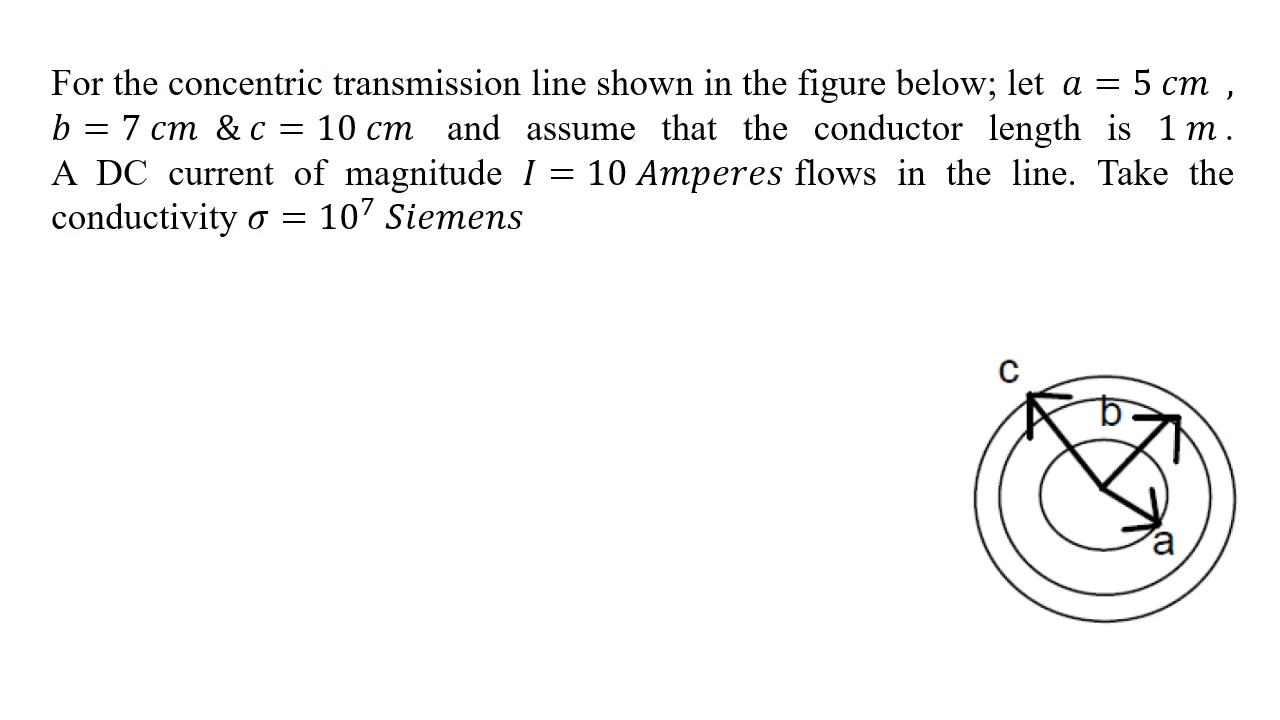 For the concentric transmission line shown in the figure below; let a = 5 cm ,
b = 7 cm & c = 10 cm and assume that the conductor length is 1 m .
A DC current of magnitude I = 10 Amperes flows in the line. Take the
conductivity σ = 10⁷ Siemens
c
b
a